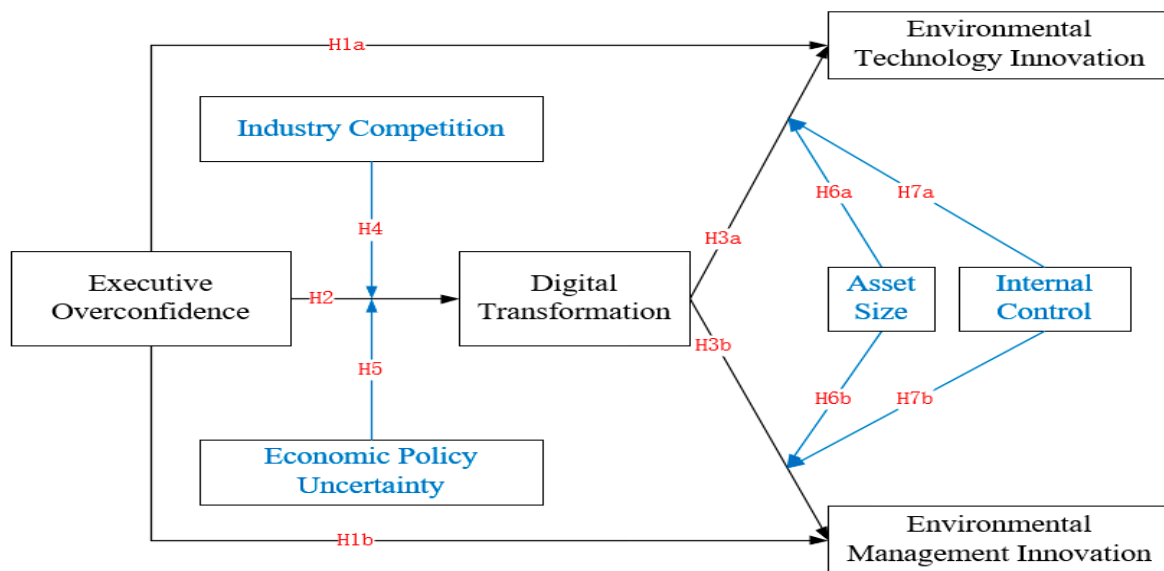 Environmental
Technology Innovation
H1a
Industry Competition
H4
H6a
H7a
H3a
Executive
Overconfidence
H2
Digital
Transformation
Asset
Size
Internal
Control
H3b
H5
H6b
H7b
Economic Policy
Uncertainty
H1b
Environmental
Management Innovation